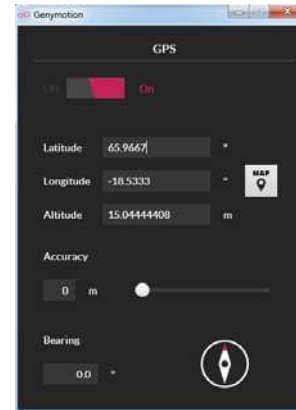 Genymotion
GPS
Off On
Latitude 65.9667 °
Longitude -18.5333 ° MAP
Altitude 15.04444408 m
Accuracy
0 m
Bearing
0.0 °